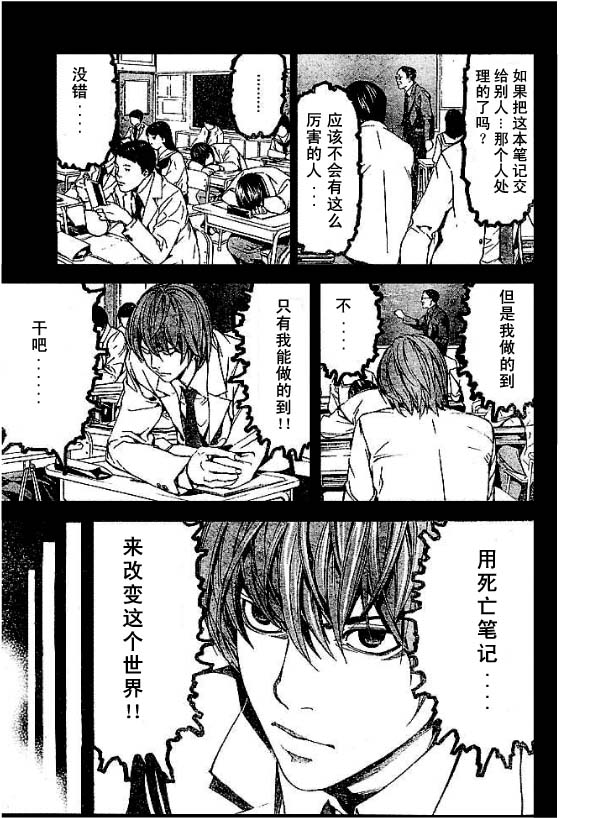 如果把这本笔记交
给别人...那个人处
理的了吗？
应该不会有这么
厉害的人...
........
没错...
但是我做的到
不....
只有我能做的到!!
干吧.....
用死亡笔记....
来改变这个世界!!